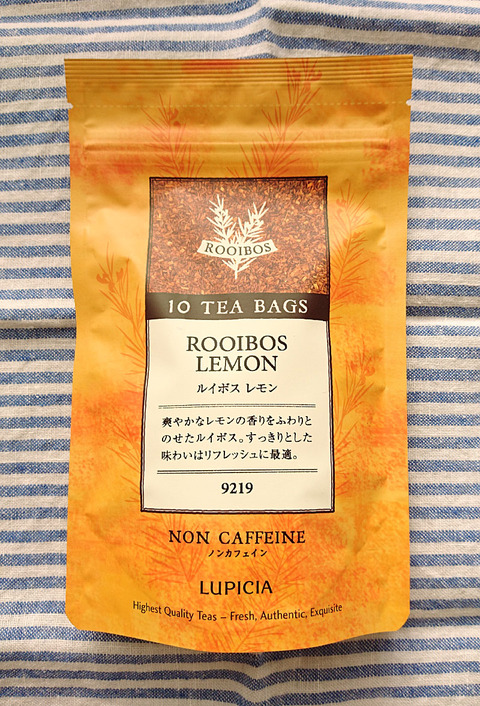 ROOIBOS
10 TEA BAGS
ROOIBOS
LEMON
ルイボス レモン
爽やかなレモンの香りをふわりと
のせたルイボス。すっきりとした
味わいはリフレッシュに最適。
9219
NON CAFFEINE
ノンカフェイン
LUPICIA
Highest Quality Teas – Fresh, Authentic, Exquisite